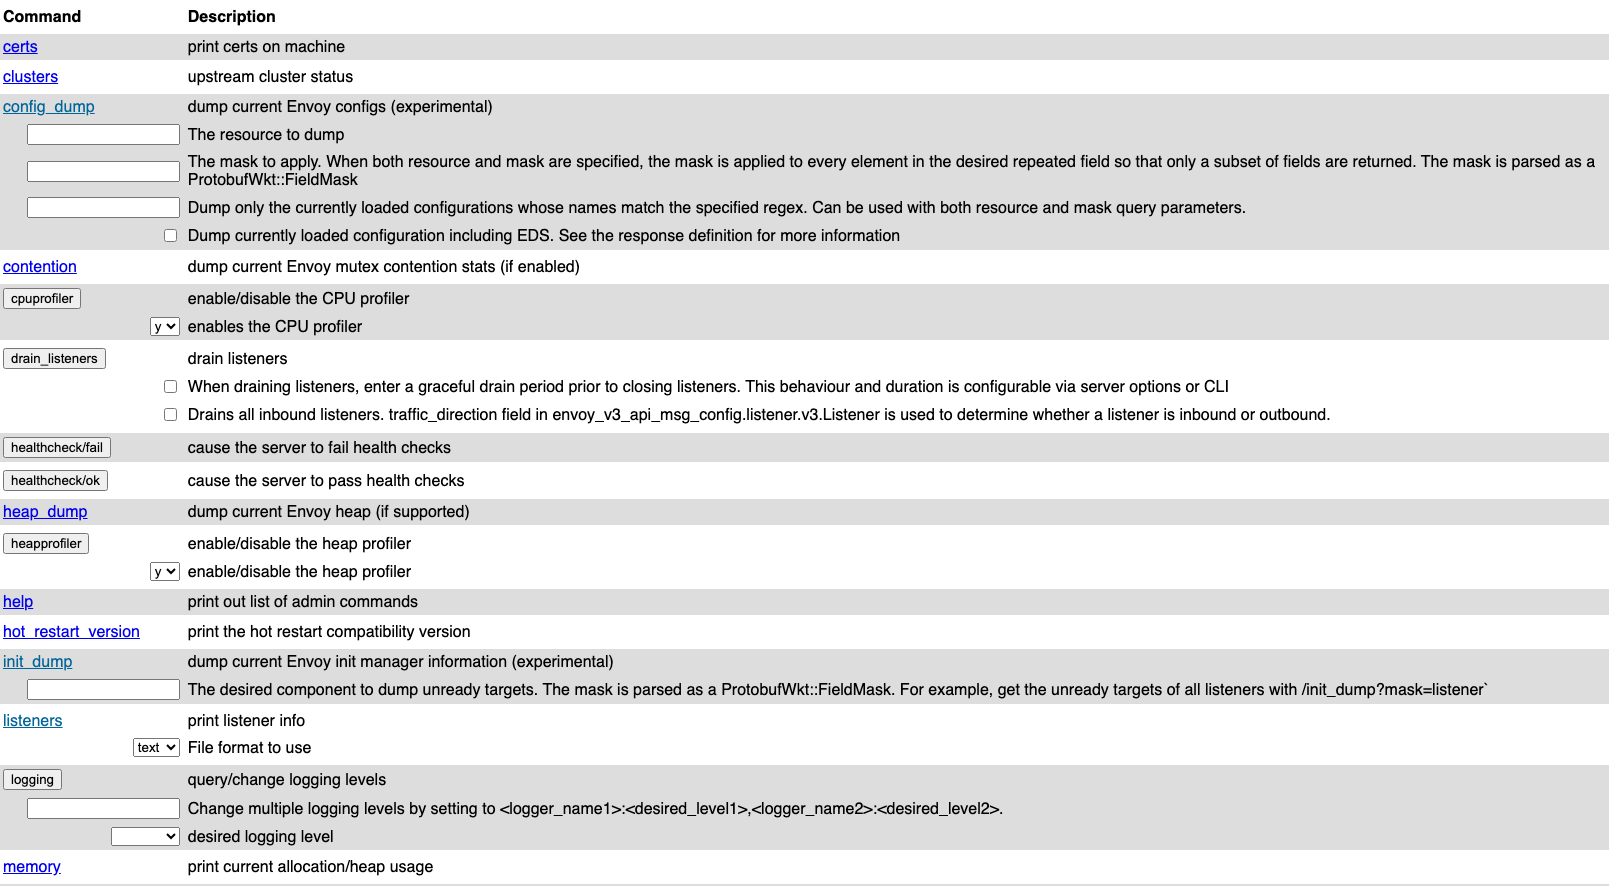 Command Description
certs print certs on machine
clusters upstream cluster status
config_dump dump current Envoy configs (experimental)
The resource to dump
The mask to apply. When both resource and mask are specified, the mask is applied to every element in the desired repeated field so that only a subset of fields are returned. The mask is parsed as a
ProtobufWkt::FieldMask
Dump only the currently loaded configurations whose names match the specified regex. Can be used with both resource and mask query parameters.
Dump currently loaded configuration including EDS. See the response definition for more information
contention dump current Envoy mutex contention stats (if enabled)
cpuprofiler enable/disable the CPU profiler
y enables the CPU profiler
drain_listeners drain listeners
When draining listeners, enter a graceful drain period prior to closing listeners. This behaviour and duration is configurable via server options or CLI
Drains all inbound listeners. traffic_direction field in envoy_v3_api_msg_config.listener.v3.Listener is used to determine whether a listener is inbound or outbound.
healthcheck/fail cause the server to fail health checks
healthcheck/ok cause the server to pass health checks
heap_dump dump current Envoy heap (if supported)
heapprofiler enable/disable the heap profiler
y enable/disable the heap profiler
help print out list of admin commands
hot_restart_version print the hot restart compatibility version
init_dump dump current Envoy init manager information (experimental)
The desired component to dump unready targets. The mask is parsed as a ProtobufWkt::FieldMask. For example, get the unready targets of all listeners with /init_dump?mask=listener`
listeners print listener info
text File format to use
logging query/change logging levels
Change multiple logging levels by setting to <logger_name1>:<desired_level1>,<logger_name2>:<desired_level2>.
desired logging level
memory print current allocation/heap usage